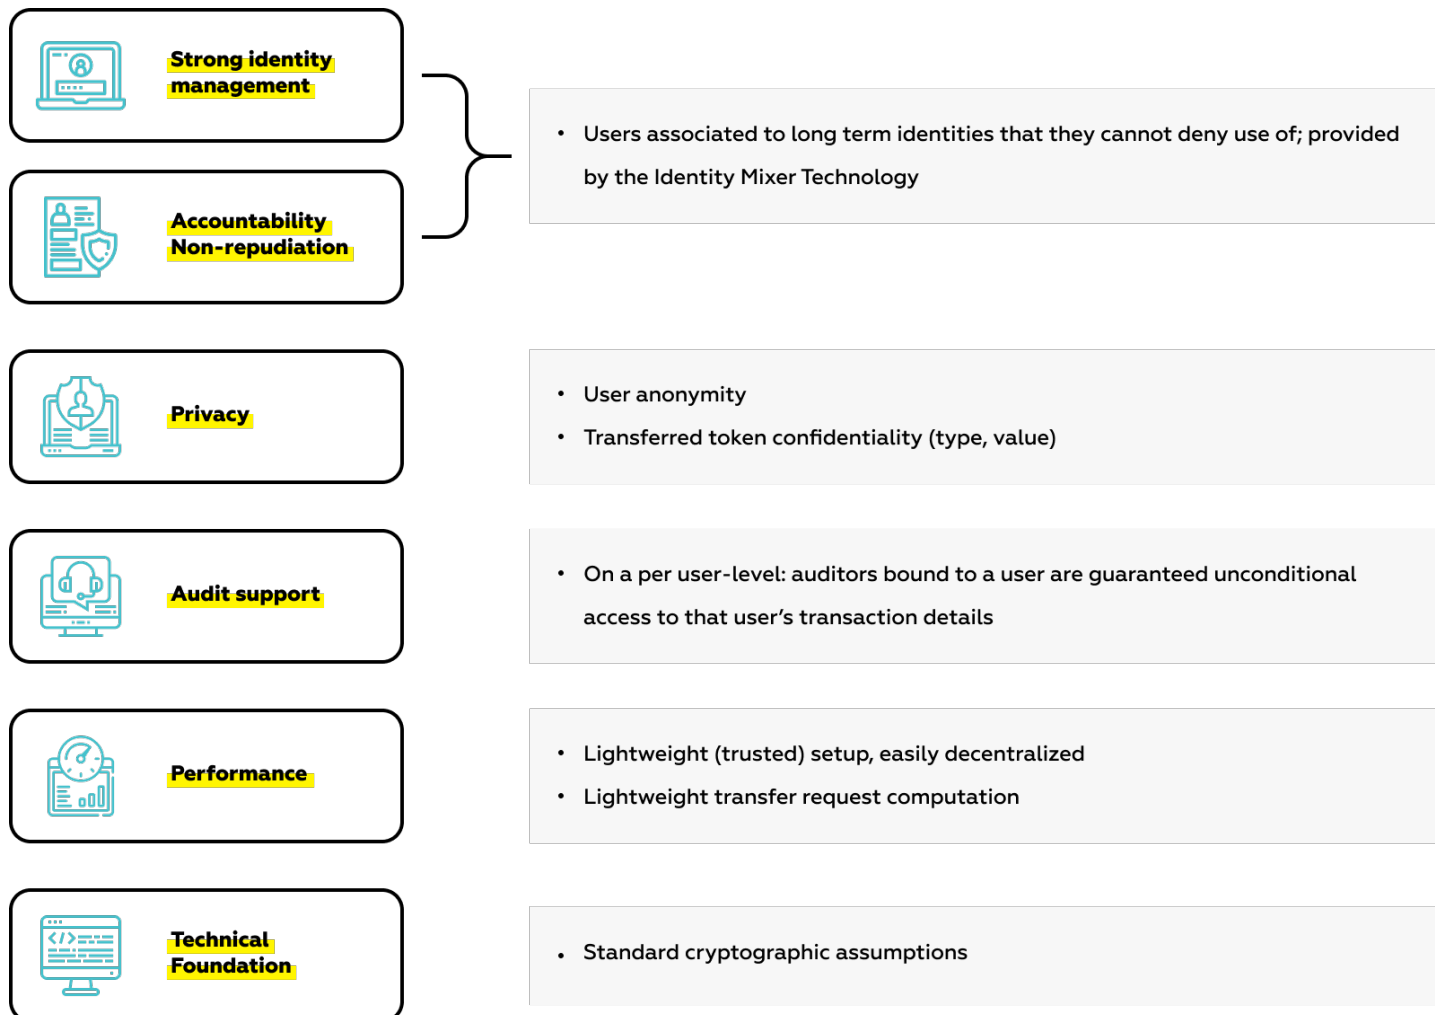 Strong identity
management
Accountability
Non-repudiation
• Users associated to long term identities that they cannot deny use of; provided
by the Identity Mixer Technology
Privacy
• User anonymity
• Transferred token confidentiality (type, value)
Audit support
• On a per user-level: auditors bound to a user are guaranteed unconditional
access to that user’s transaction details
Performance
• Lightweight (trusted) setup, easily decentralized
• Lightweight transfer request computation
Technical
Foundation
• Standard cryptographic assumptions